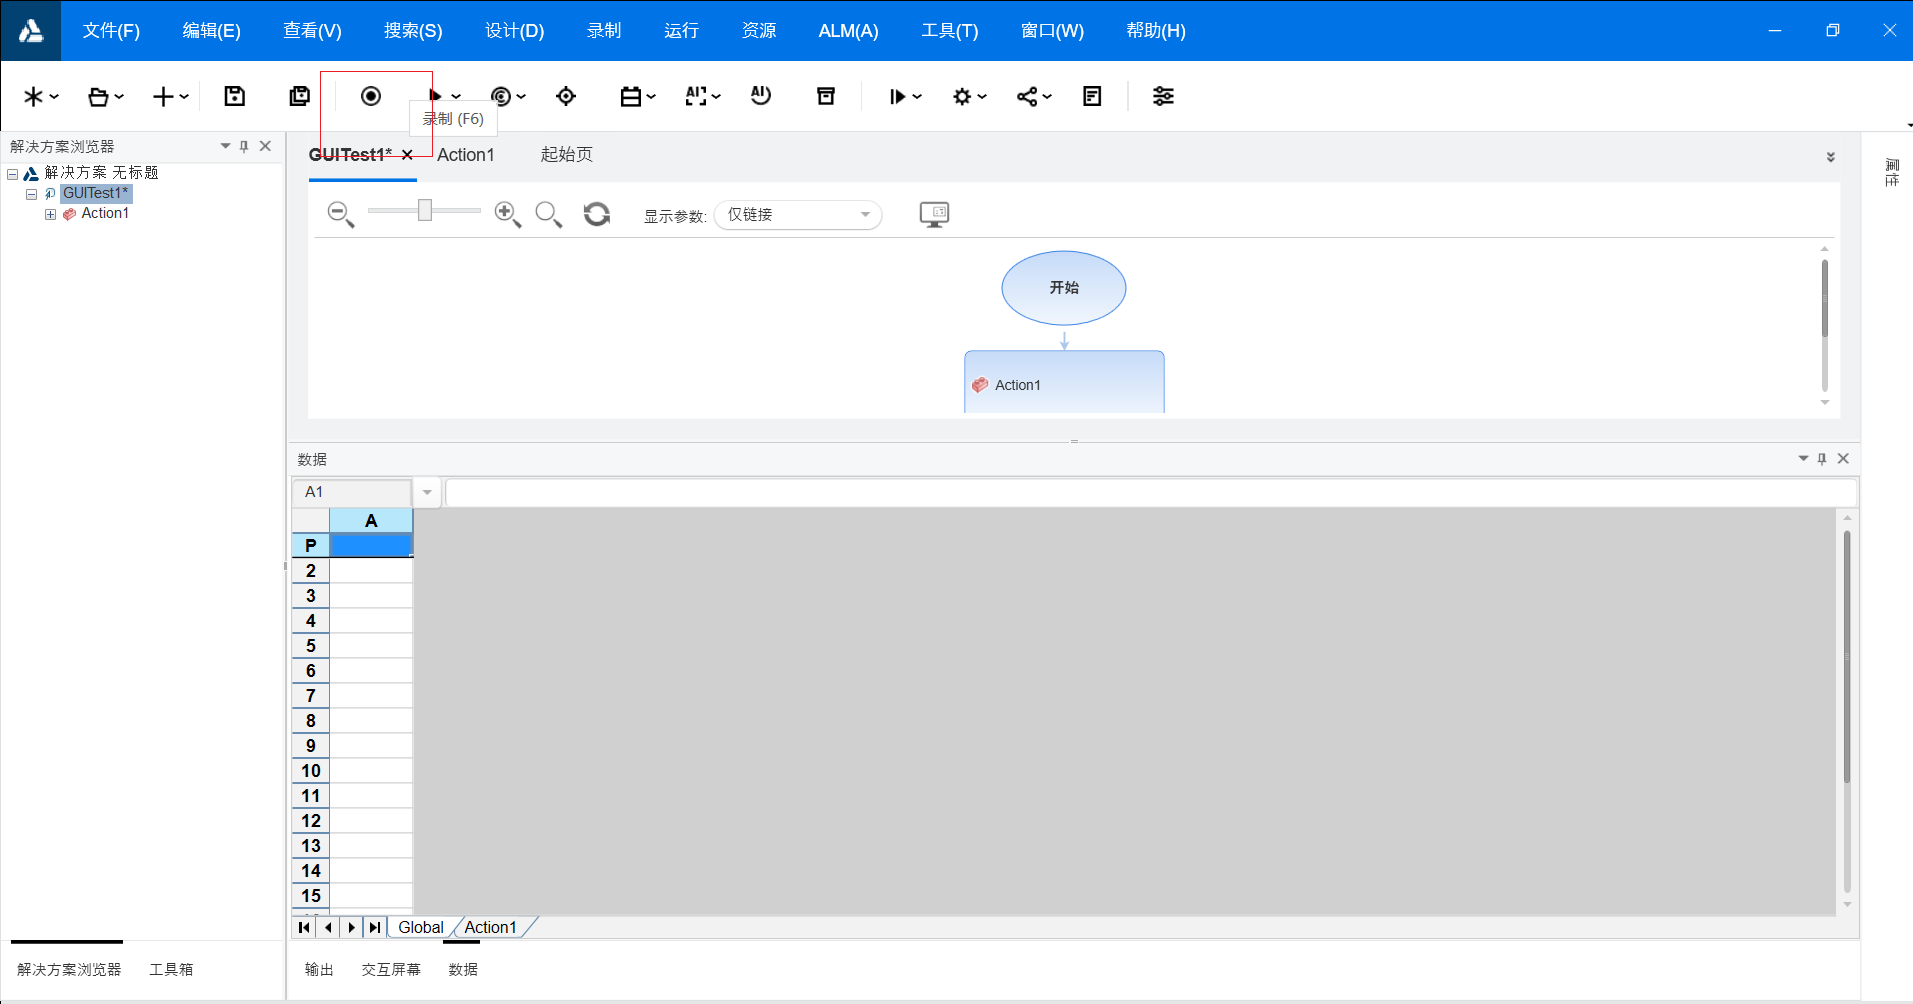 文件(F) 编辑(E) 查看(V) 搜索(S) 设计(D) 录制 运行 资源 ALM(A) 工具(T) 窗口(W) 帮助(H)
AI AI
录制 (F6)
解决方案浏览器
解决方案 无标题
GUITest1*
Action1
GUITest1* Action1 起始页
属性
显示参数: 仅链接
开始
Action1
数据
A1
A
P
2
3
4
5
6
7
8
9
10
11
12
13
14
15
Global Action1
解决方案浏览器 工具箱
输出 交互屏幕 数据